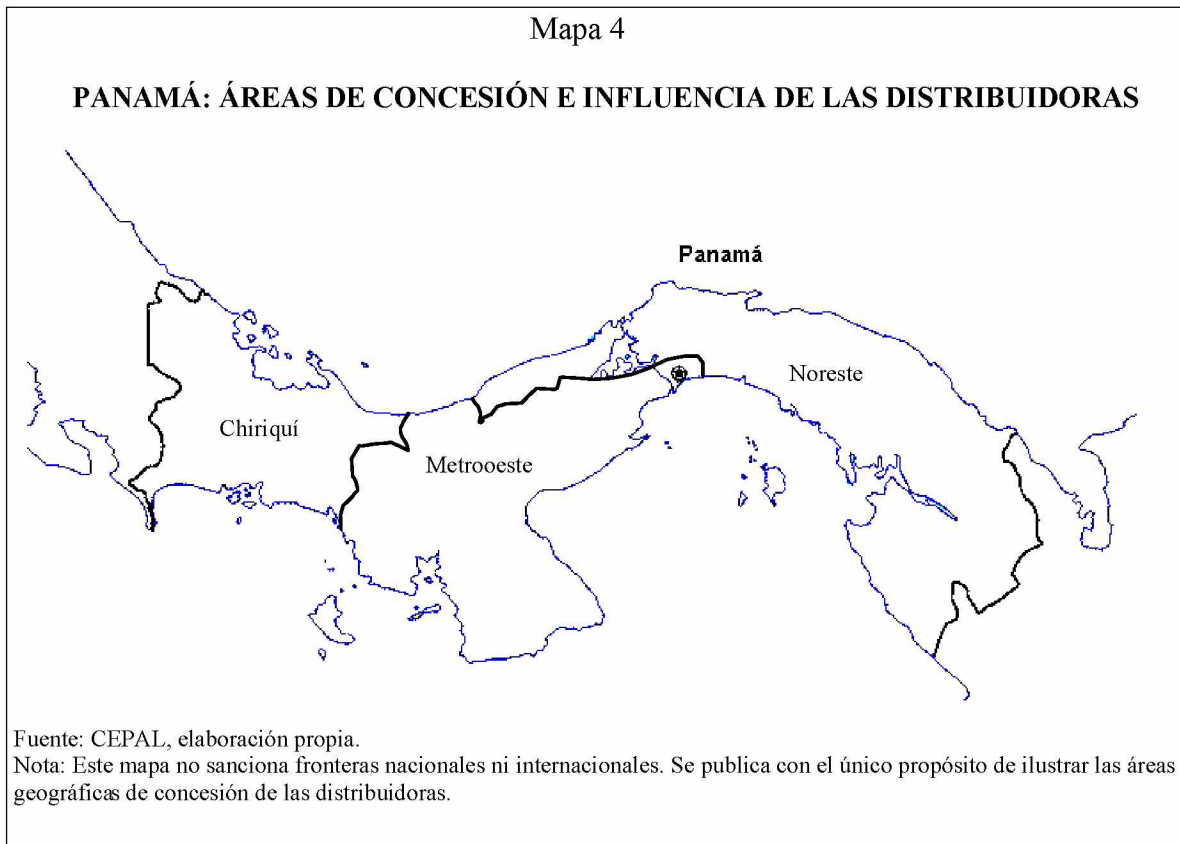 Mapa 4
PANAMÁ: ÁREAS DE CONCESIÓN E INFLUENCIA DE LAS DISTRIBUIDORAS
Panamá
Noreste
Chiriquí
Metrooeste
Fuente: CEPAL, elaboración propia.
Nota: Este mapa no sanciona fronteras nacionales ni internacionales. Se publica con el único propósito de ilustrar las áreas
geográficas de concesión de las distribuidoras.